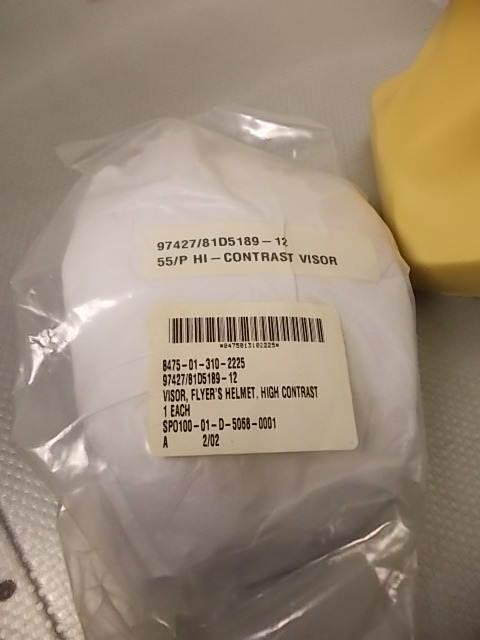 97427/81D5189-12
55/P HI-CONTRAST VISOR
*8475013102225*
8475-01-310-2225
97427/81D5189-12
VISOR, FLYER'S HELMET, HIGH CONTRAST
1 EACH
SPO100-01-D-5068-0001
A 2/02